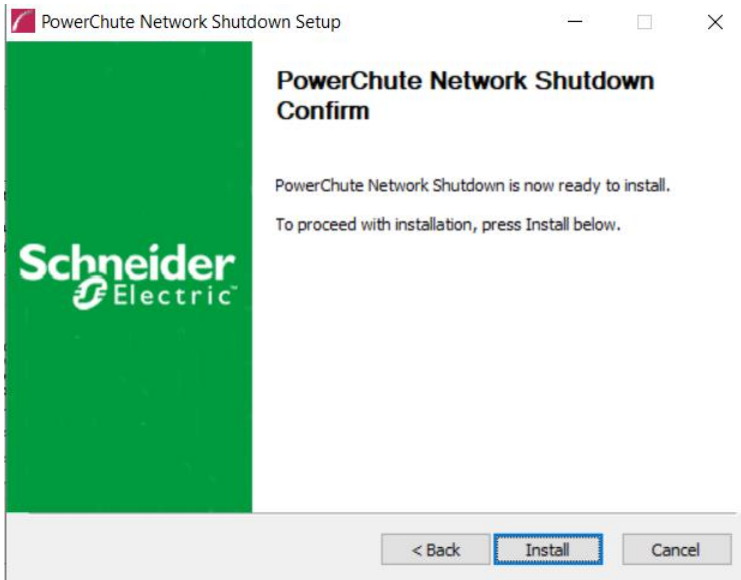 PowerChute Network Shutdown Setup
PowerChute Network Shutdown
Confirm
PowerChute Network Shutdown is now ready to install.
To proceed with installation, press Install below.
Schneider
Electric™
< Back
Install
Cancel